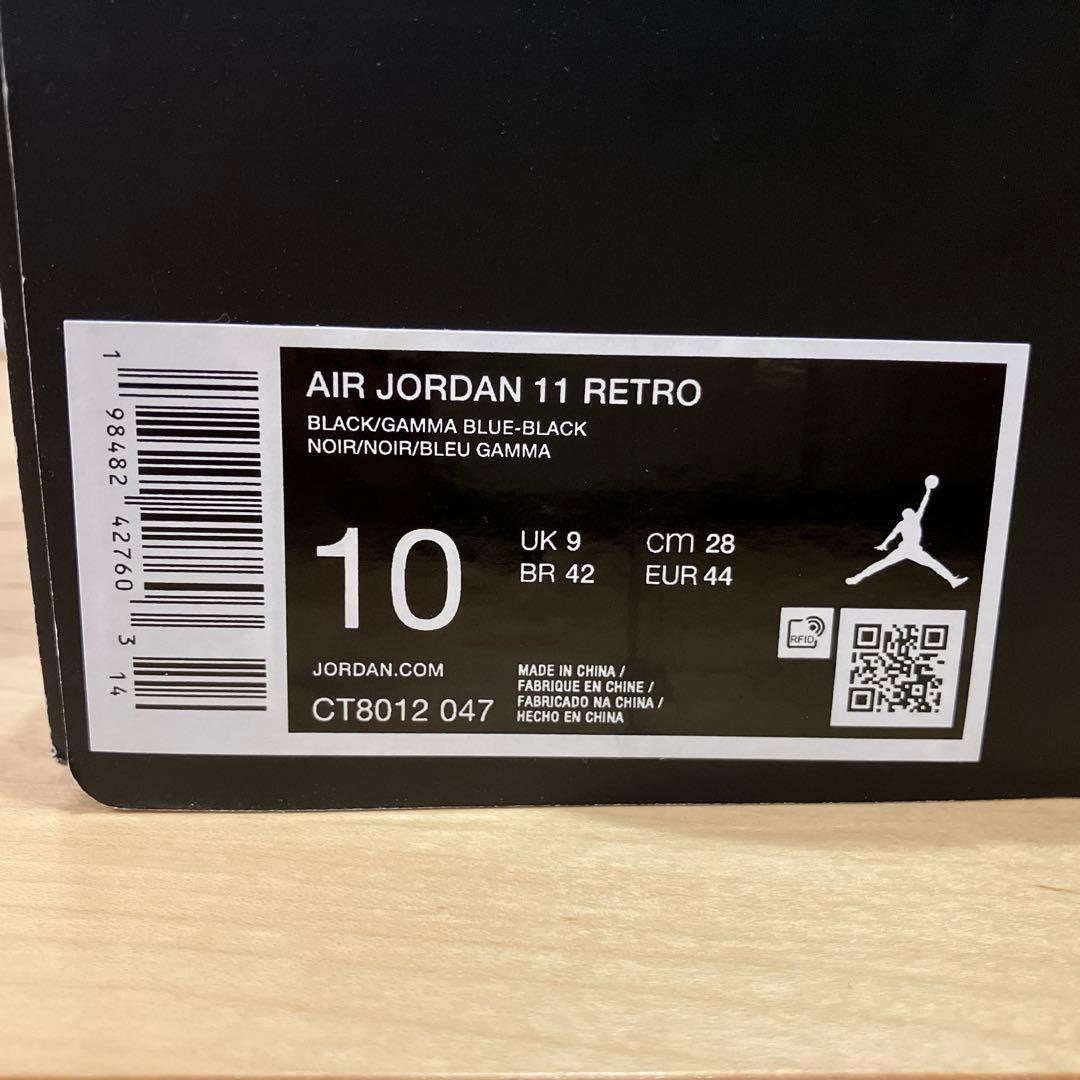 AIR JORDAN 11 RETRO
BLACK/GAMMA BLUE-BLACK
NOIR/NOIR/BLEU GAMMA
10
UK 9 cm 28
BR 42 EUR 44
JORDAN.COM
CT8012 047
MADE IN CHINA /
FABRIQUE EN CHINE /
FABRICADO NA CHINA /
HECHO EN CHINA
RFID
1 98482 42760 3 14